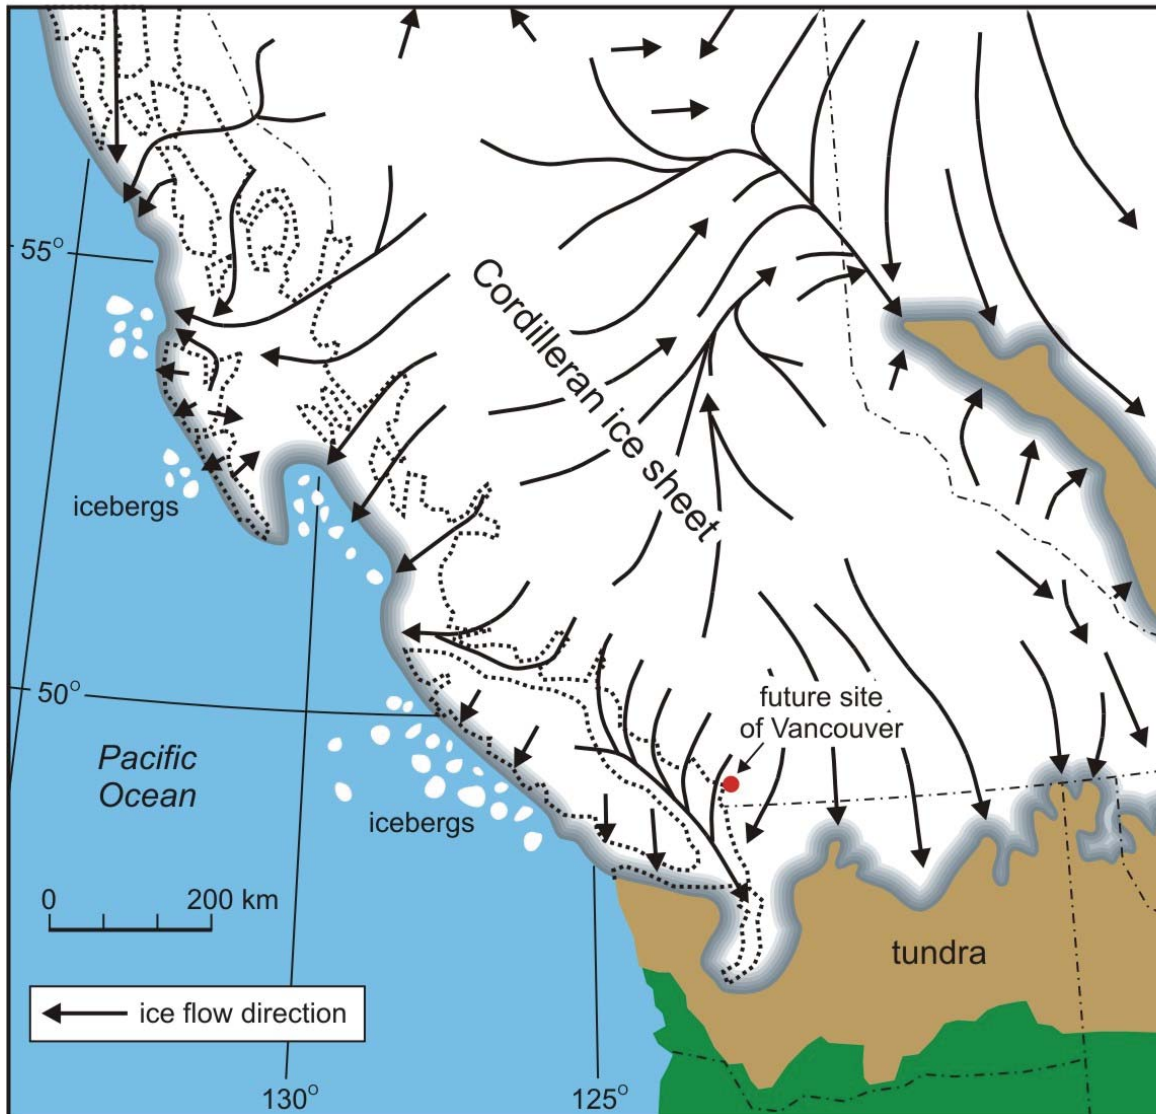 55°
Cordilleran ice sheet
icebergs
50°
future site
of Vancouver
Pacific
Ocean
icebergs
0 200 km
tundra
ice flow direction
130° 125°